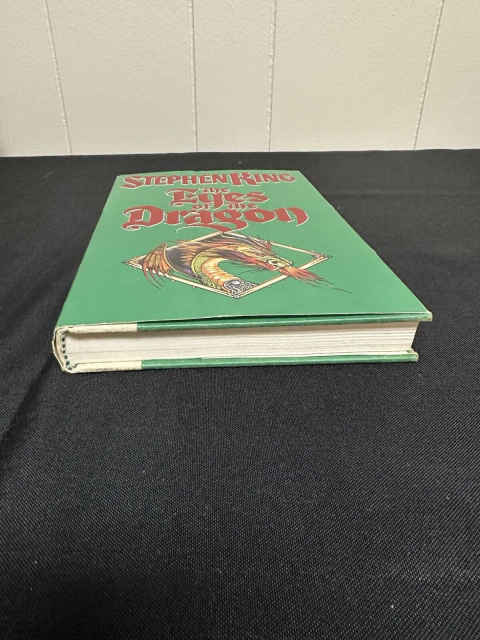 STEPHEN KING
the
Eyes
of the
Dragon